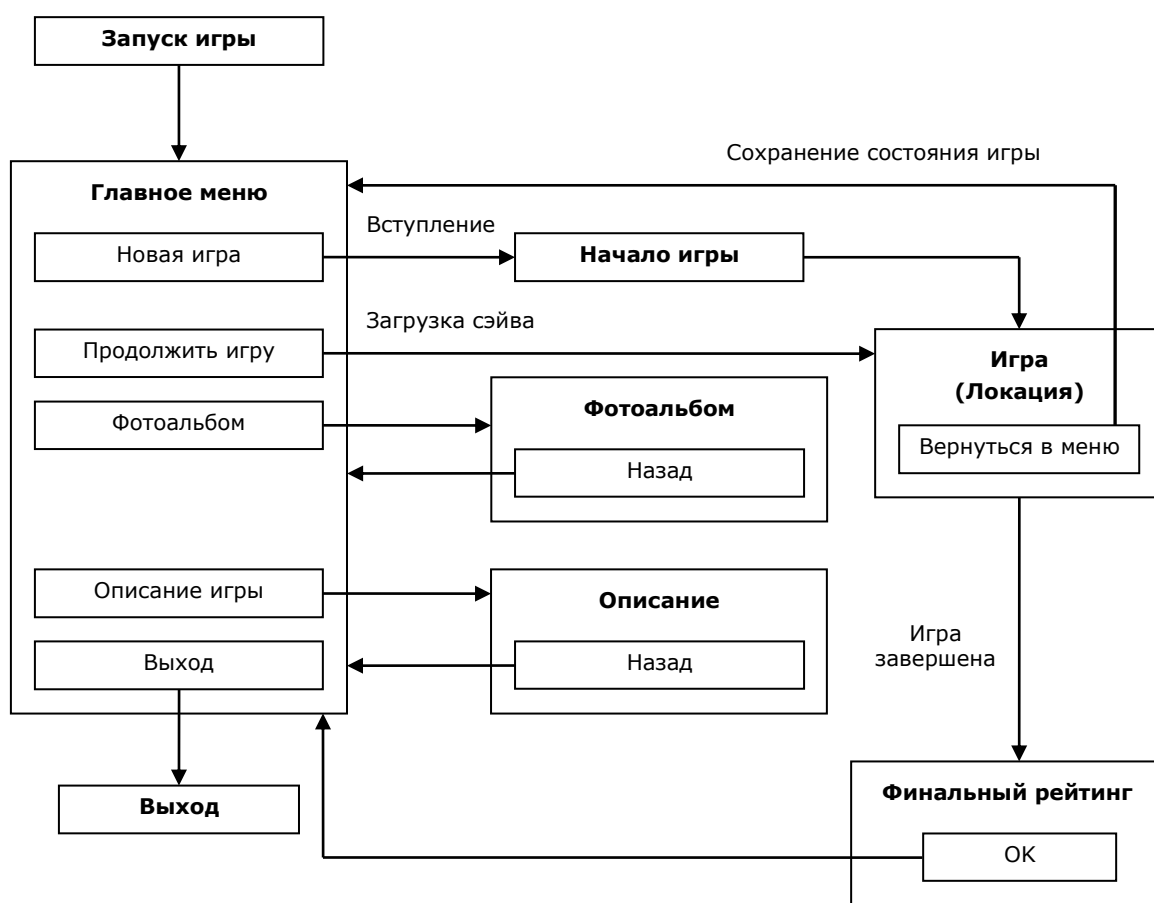 Запуск игры
Сохранение состояния игры
Главное меню
Вступление
Новая игра
Начало игры
Загрузка сэйва
Продолжить игру
Игра
(Локация)
Фотоальбом
Фотоальбом
Вернуться в меню
Назад
Описание игры
Описание
Игра
завершена
Выход
Назад
Финальный рейтинг
Выход
OK